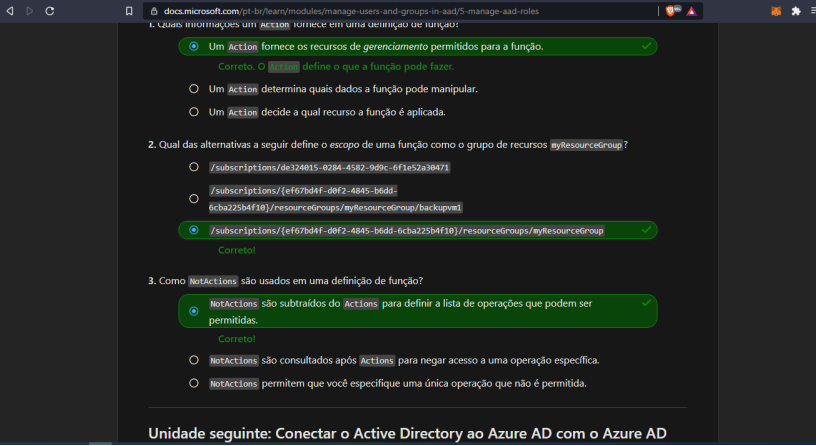 docs.microsoft.com/pt-br/learn/modules/manage-users-and-groups-in-aad/5-manage-aad-roles
1. Quais informações um Action fornece em uma definição de função?
Um Action fornece os recursos de gerenciamento permitidos para a função.
Correto. O Action define o que a função pode fazer.
Um Action determina quais dados a função pode manipular.
Um Action decide a qual recurso a função é aplicada.
2. Qual das alternativas a seguir define o escopo de uma função como o grupo de recursos myResourceGroup?
/subscriptions/de324015-0284-4582-9d9c-6f1e52a30471
/subscriptions/{ef67bd4f-d0f2-4845-b6dd-
6cba225b4f10}/resourceGroups/myResourceGroup/backupvm1
/subscriptions/{ef67bd4f-d0f2-4845-b6dd-6cba225b4f10}/resourceGroups/myResourceGroup
Correto!
3. Como NotActions são usados em uma definição de função?
NotActions são subtraídos do Actions para definir a lista de operações que podem ser
permitidas.
Correto!
NotActions são consultados após Actions para negar acesso a uma operação específica.
NotActions permitem que você especifique uma única operação que não é permitida.
Unidade seguinte: Conectar o Active Directory ao Azure AD com o Azure AD